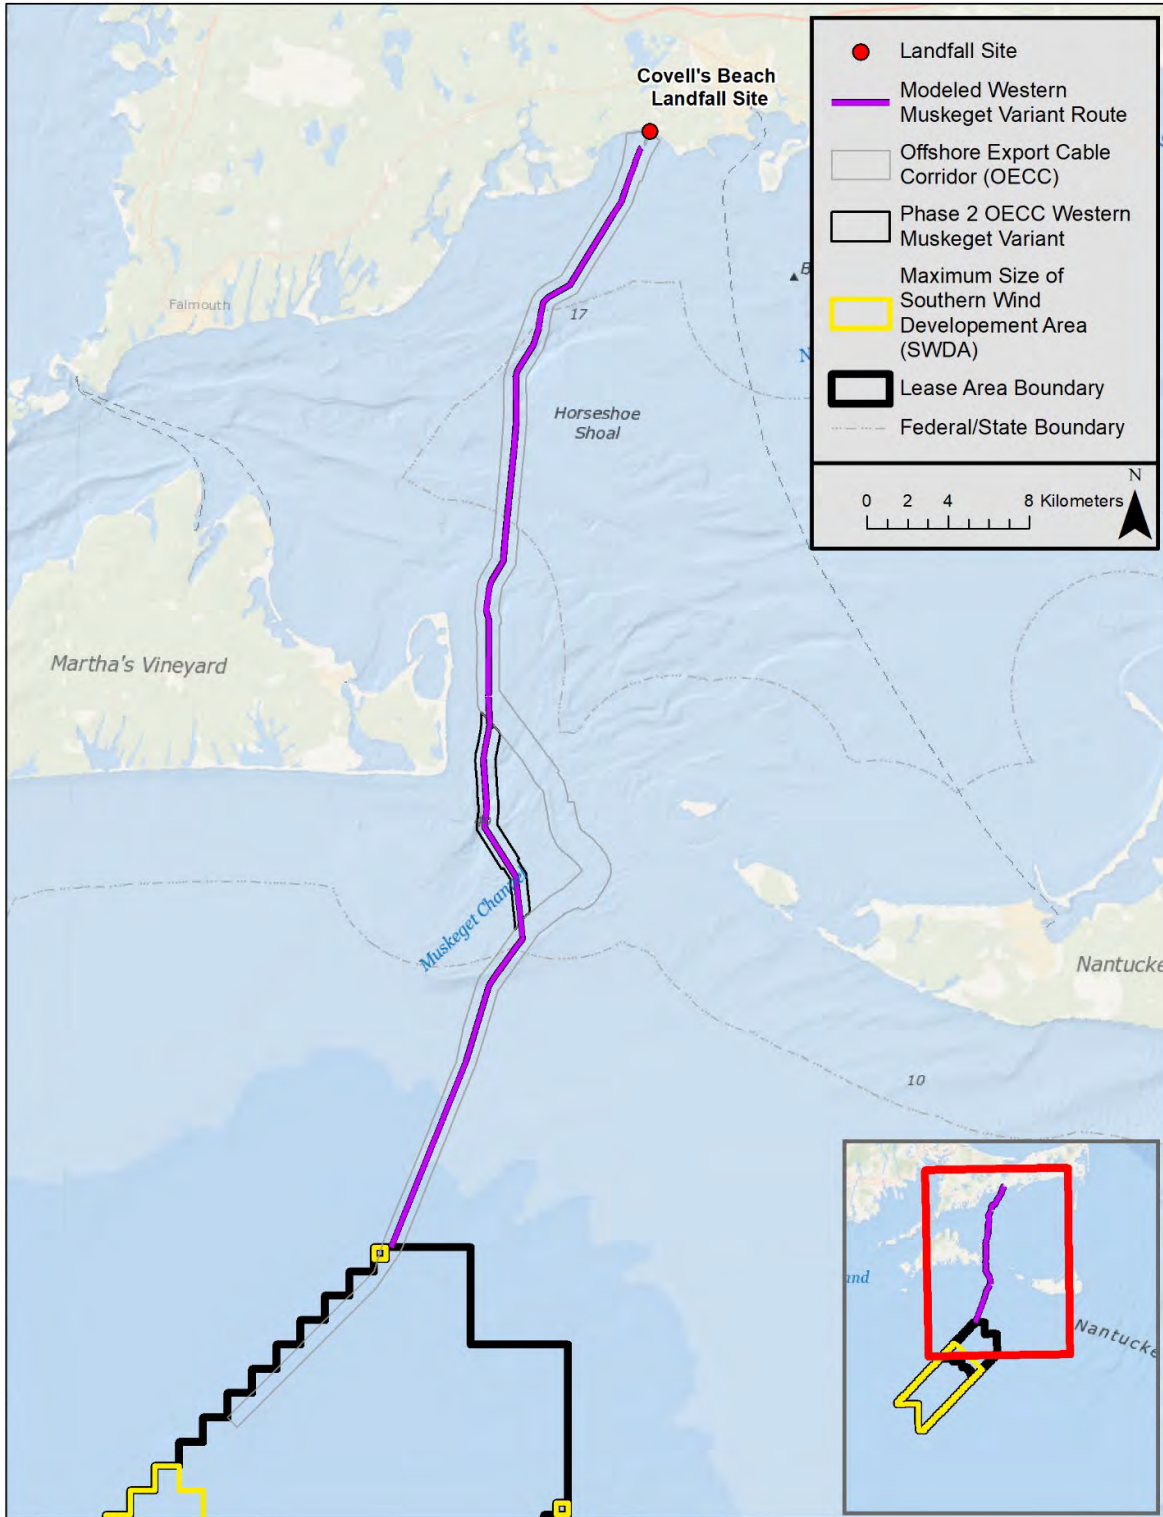 Covell's Beach
Landfall Site
Landfall Site
Modeled Western
Muskeget Variant Route
Offshore Export Cable
Corridor (OECC)
Phase 2 OECC Western
Muskeget Variant
Maximum Size of
Southern Wind
Developement Area
(SWDA)
Lease Area Boundary
Federal/State Boundary
N
0 2 4 8 Kilometers
Falmouth
17
B
N
Horseshoe
Shoal
Martha's Vineyard
Muskeget Channel
Nantucke
10
and
Nantucke